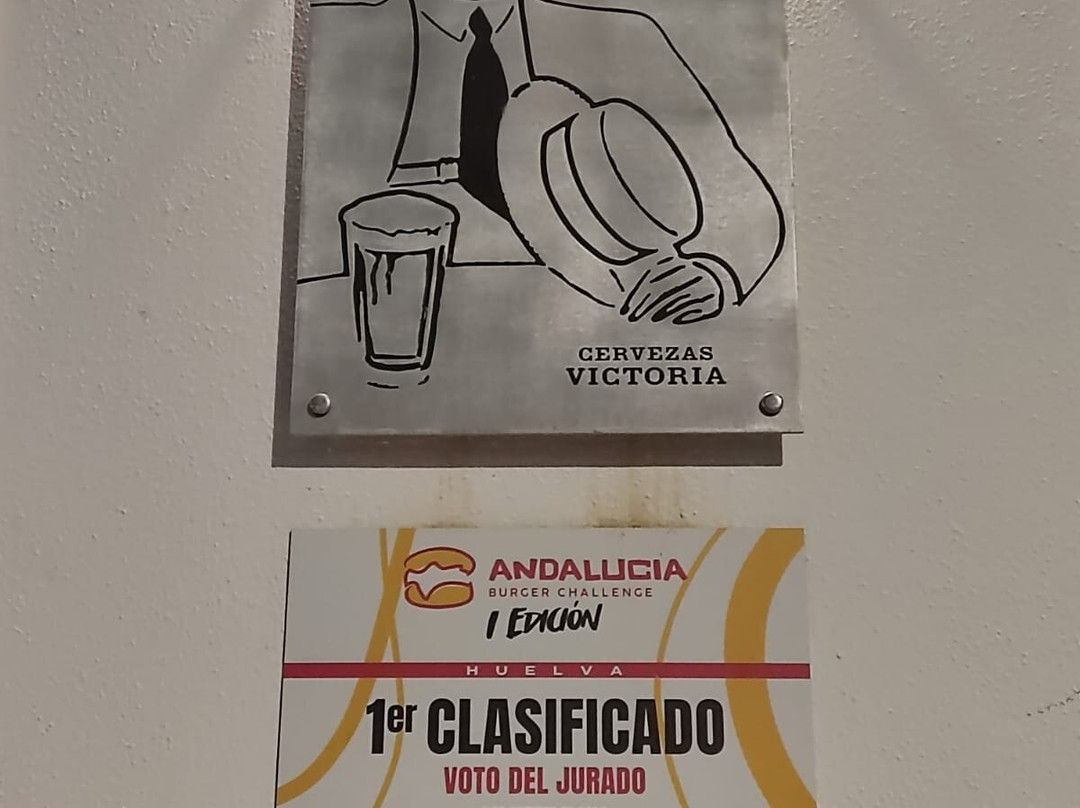 CERVEZAS
VICTORIA
ANDALUCIA
BURGER CHALLENGE
I EDICIÓN
HUELVA
1er CLASIFICADO
VOTO DEL JURADO